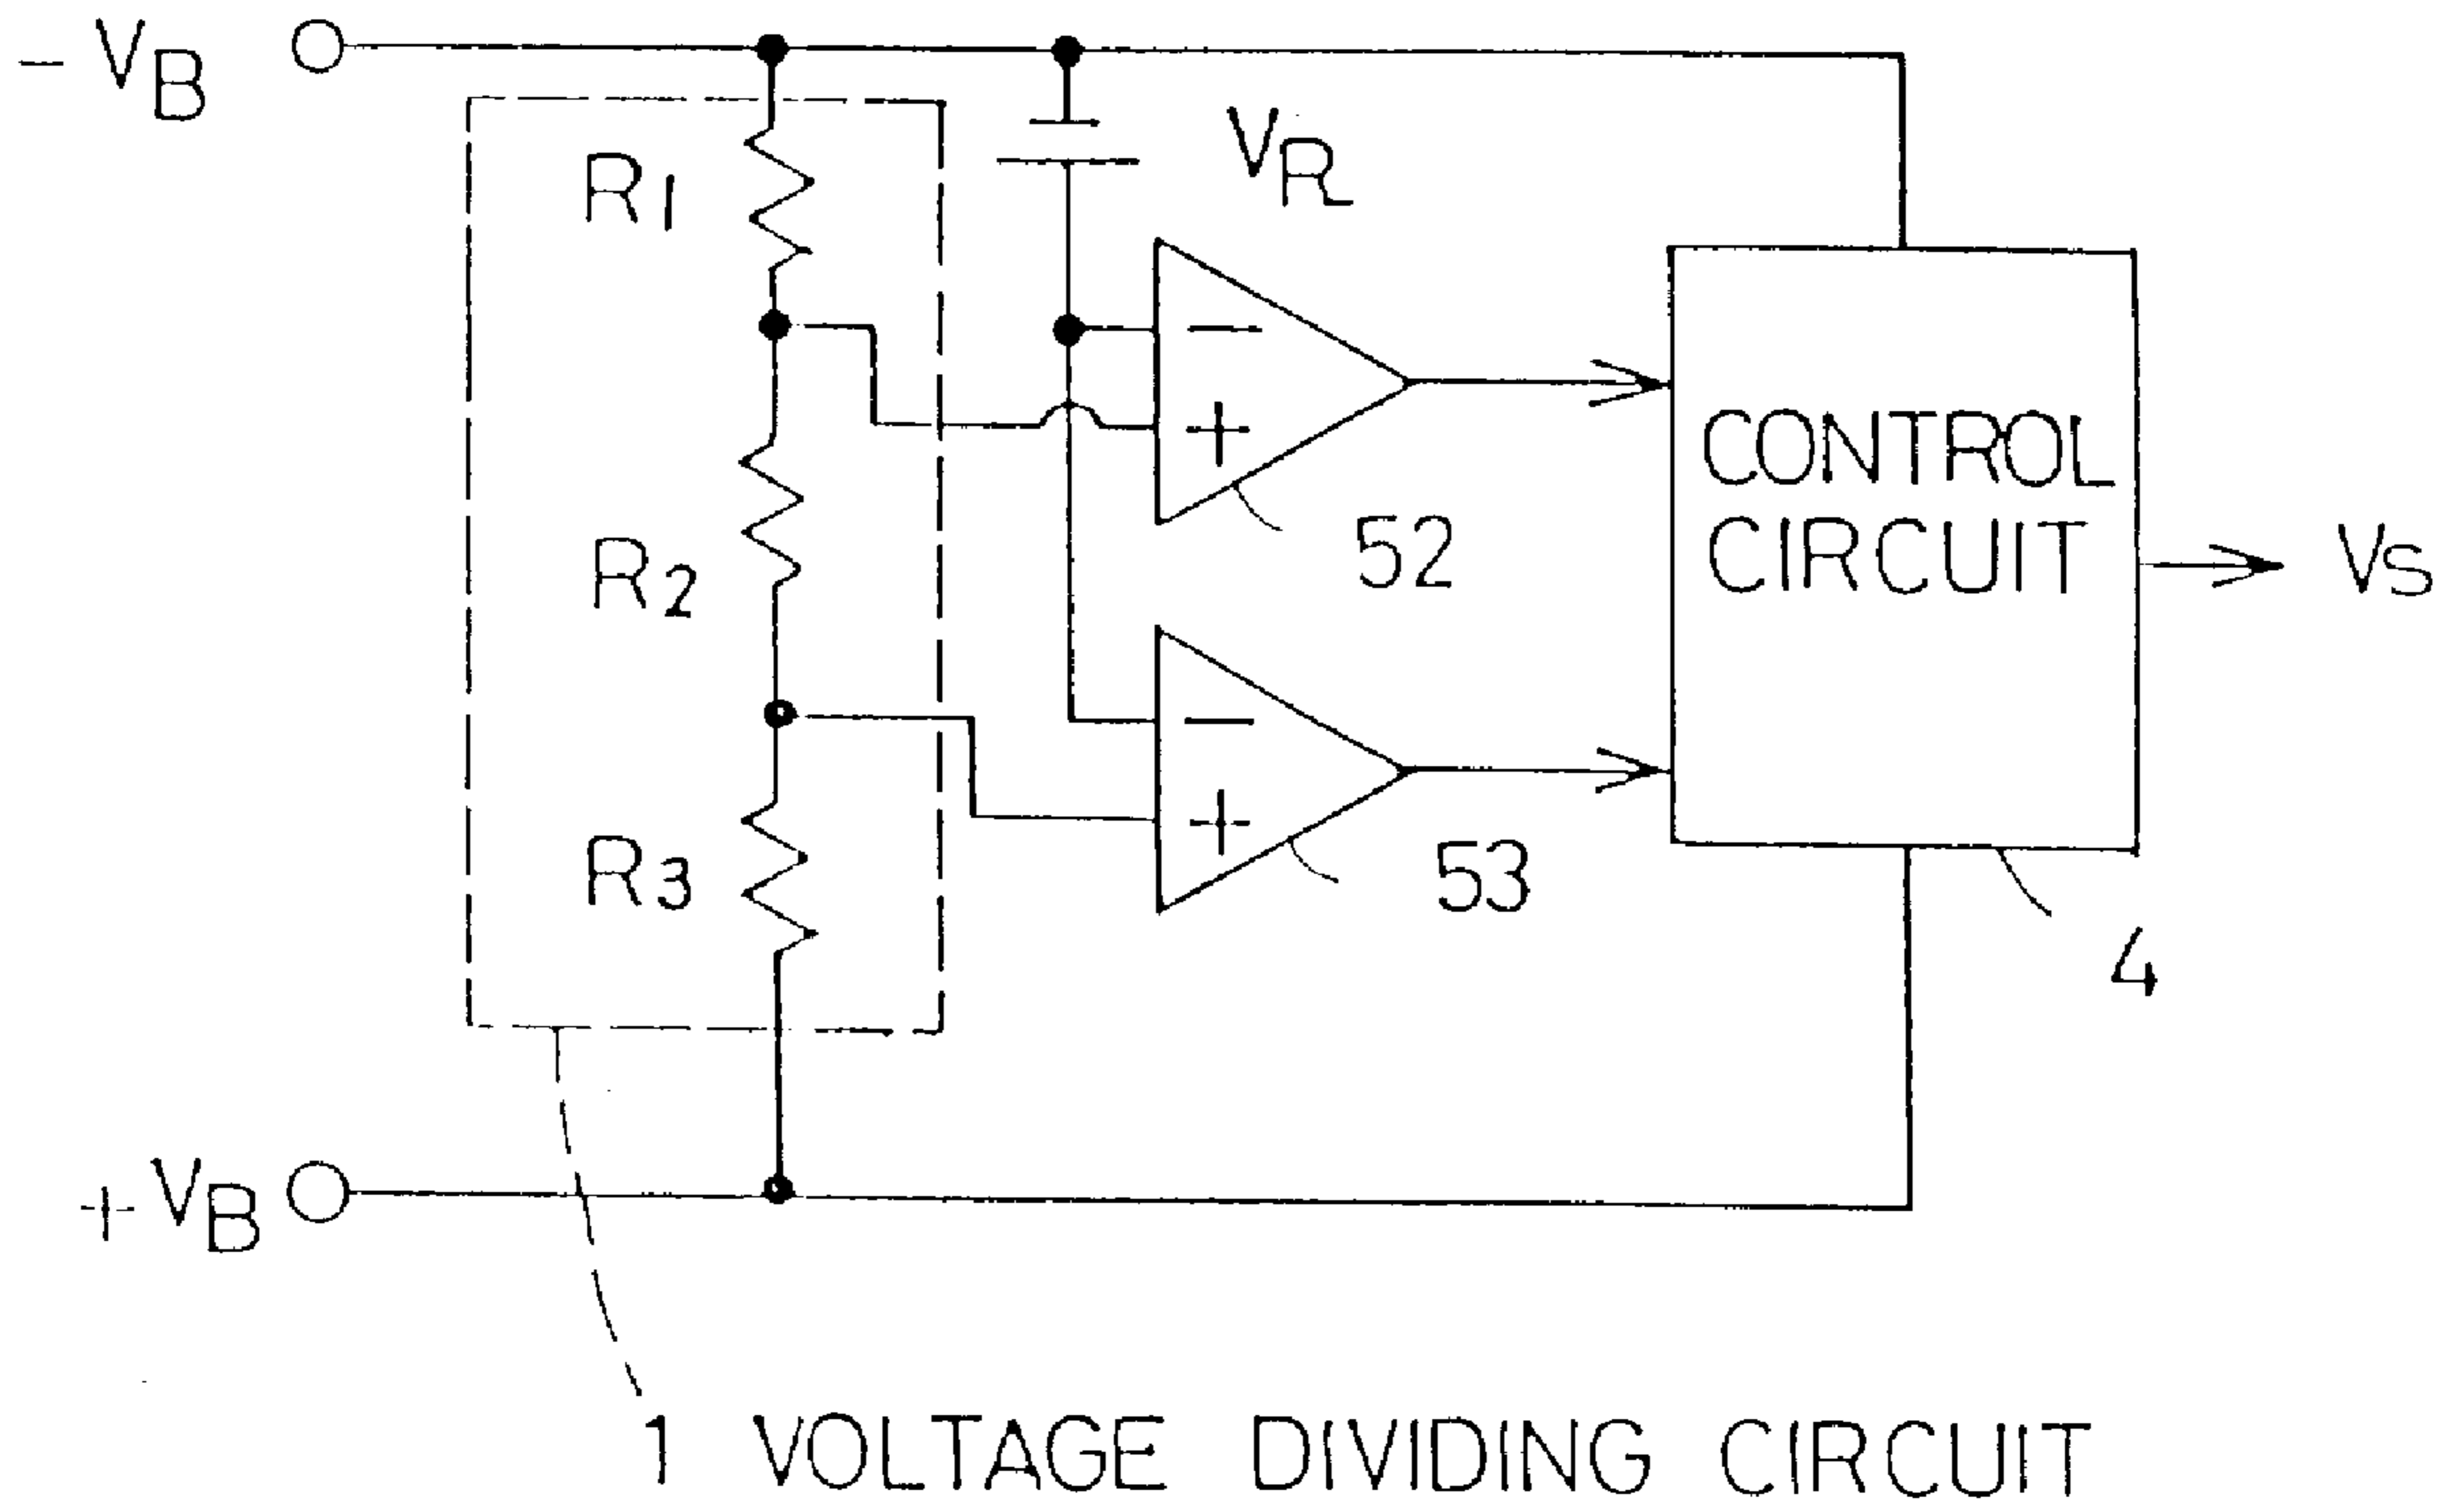 - VB
VR
R1
-
+
CONTROL
CIRCUIT
52
R2
VS
-
+
R3
53
4
+ VB
1 VOLTAGE DIVIDING CIRCUIT